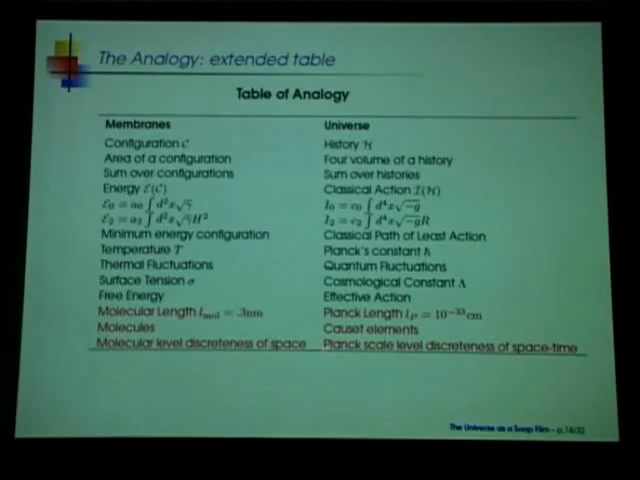 The Analogy: extended table
Table of Analogy
Membranes Universe
Configuration 𝒞 History ℋ
Area of a configuration Four volume of a history
Sum over configurations Sum over histories
Energy ℰ(𝒞) Classical Action ℐ(ℋ)
ℰ₀ = a₀ ∫ d²x√γ I₀ = c₀ ∫ d⁴x√−g
ℰ₂ = a₂ ∫ d²x√γH² I₂ = c₂ ∫ d⁴x√−gR
Minimum energy configuration Classical Path of Least Action
Temperature T Planck's constant ħ
Thermal Fluctuations Quantum Fluctuations
Surface Tension σ Cosmological Constant Λ
Free Energy Effective Action
Molecular Length l_mol = .3nm Planck Length l_P = 10⁻³³cm
Molecules Causet elements
Molecular level discreteness of space Planck scale level discreteness of space-time
The Universe as a Soap Film – p.14/32